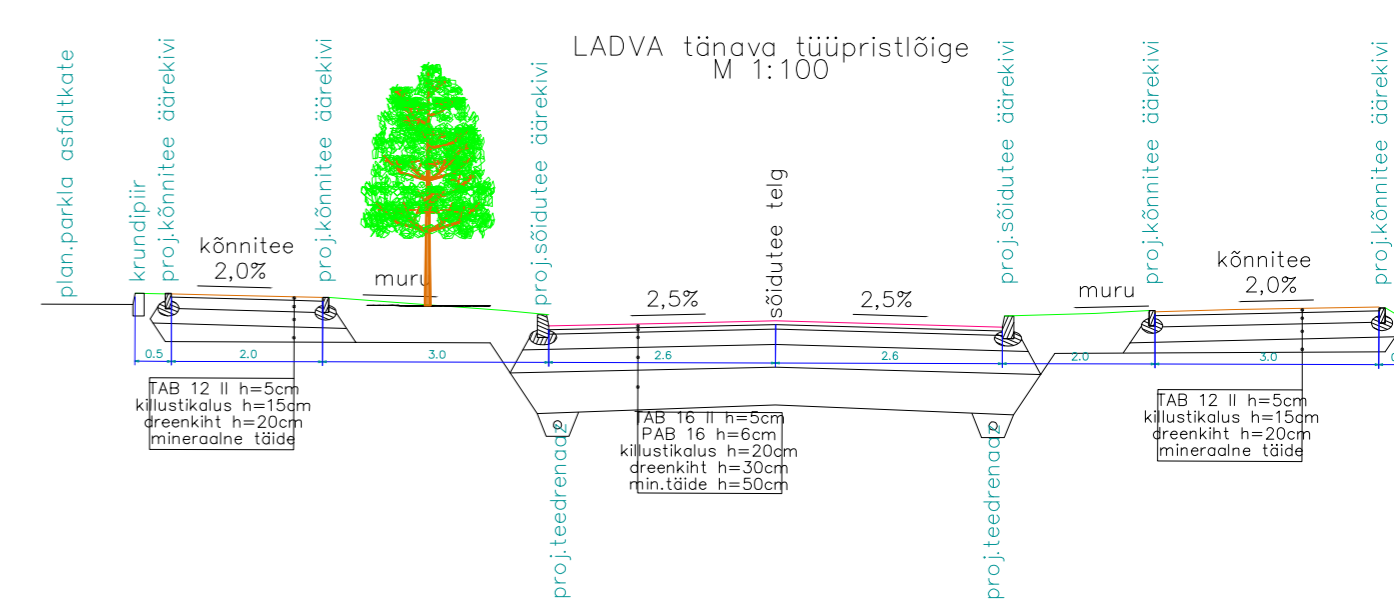 LADVA tänava tüüpristlõige
M 1:100
plan.parkla asfaltkate
krundipiir
proj.kõnnitee äärekivi
proj.kõnnitee äärekivi
proj.sõidutee äärekivi
sõidutee telg
proj.sõidutee äärekivi
proj.kõnnitee äärekivi
proj.kõnnitee äärekivi
kõnnitee
2,0%
muru
2,5%
2,5%
muru
kõnnitee
2,0%
0.5
2.0
3.0
2.6
2.6
2.0
3.0
TAB 12 II h=5cm
killustikalus h=15cm
dreenkiht h=20cm
mineraalne täide
TAB 16 II h=5cm
PAB 16 h=6cm
killustikalus h=20cm
dreenkiht h=30cm
min.täide h=50cm
TAB 12 II h=5cm
killustikalus h=15cm
dreenkiht h=20cm
mineraalne täide
proj.teedrenaaz
proj.teedrenaaz